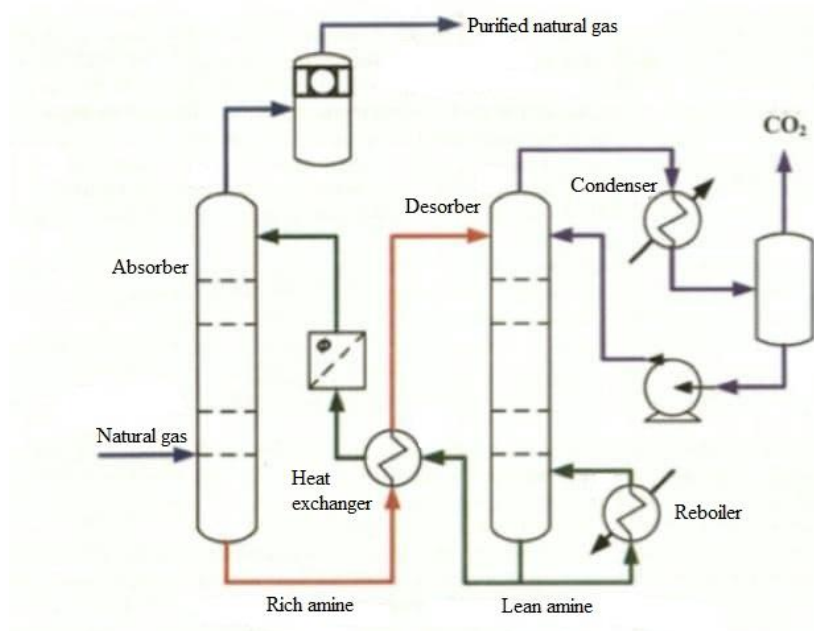 Purified natural gas
CO₂
Condenser
Desorber
Absorber
Φ
Natural gas
Heat
exchanger
Reboiler
Rich amine
Lean amine